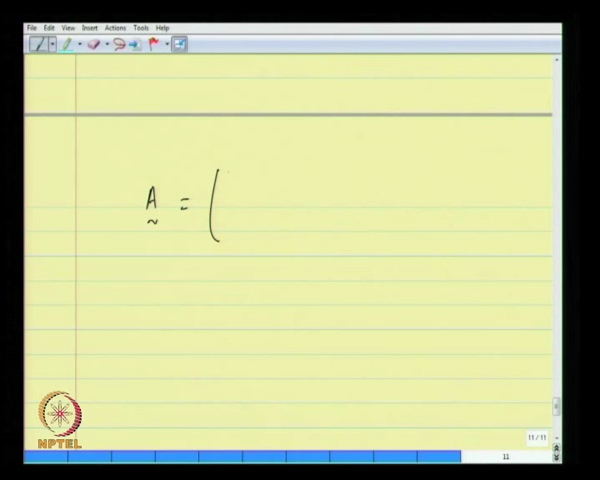 File Edit View Insert Actions Tools Help
A = (
~
NPTEL
11 / 11
11